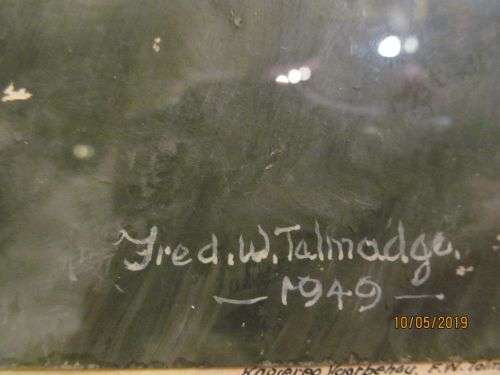 Fred. W. Talmadge.
— 1949 —
10/05/2019
F. W.